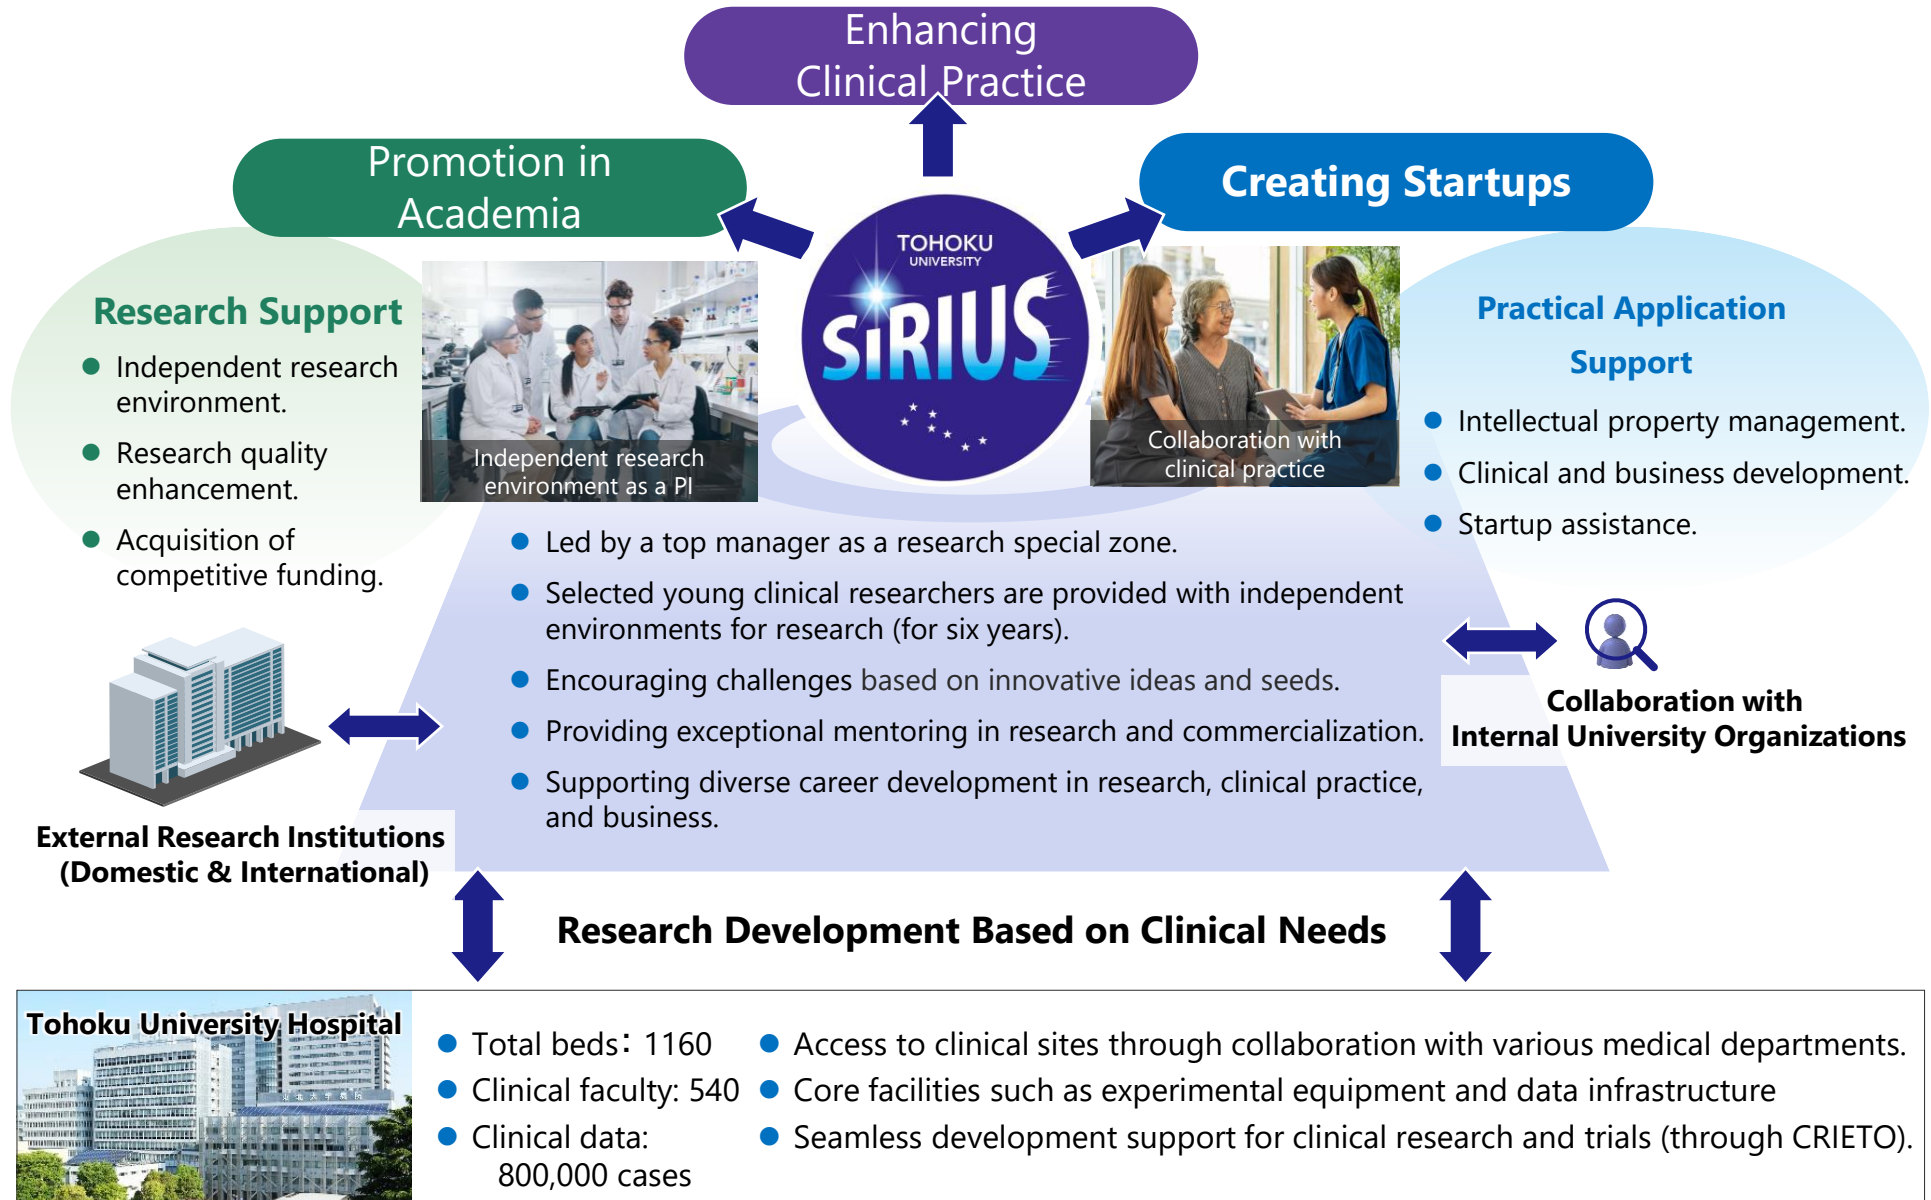 Enhancing
Clinical Practice
Promotion in
Academia
Creating Startups
TOHOKU
UNIVERSITY
SiRIUS
Research Support
Independent research
environment.
Research quality
enhancement.
Acquisition of
competitive funding.
Independent research
environment as a PI
Collaboration with
clinical practice
Practical Application
Support
Intellectual property management.
Clinical and business development.
Startup assistance.
Led by a top manager as a research special zone.
Selected young clinical researchers are provided with independent
environments for research (for six years).
Encouraging challenges based on innovative ideas and seeds.
Providing exceptional mentoring in research and commercialization.
Supporting diverse career development in research, clinical practice,
and business.
External Research Institutions
(Domestic & International)
Collaboration with
Internal University Organizations
Research Development Based on Clinical Needs
Tohoku University Hospital
東北大学病院
Total beds： 1160
Clinical faculty: 540
Clinical data:
800,000 cases
Access to clinical sites through collaboration with various medical departments.
Core facilities such as experimental equipment and data infrastructure
Seamless development support for clinical research and trials (through CRIETO).